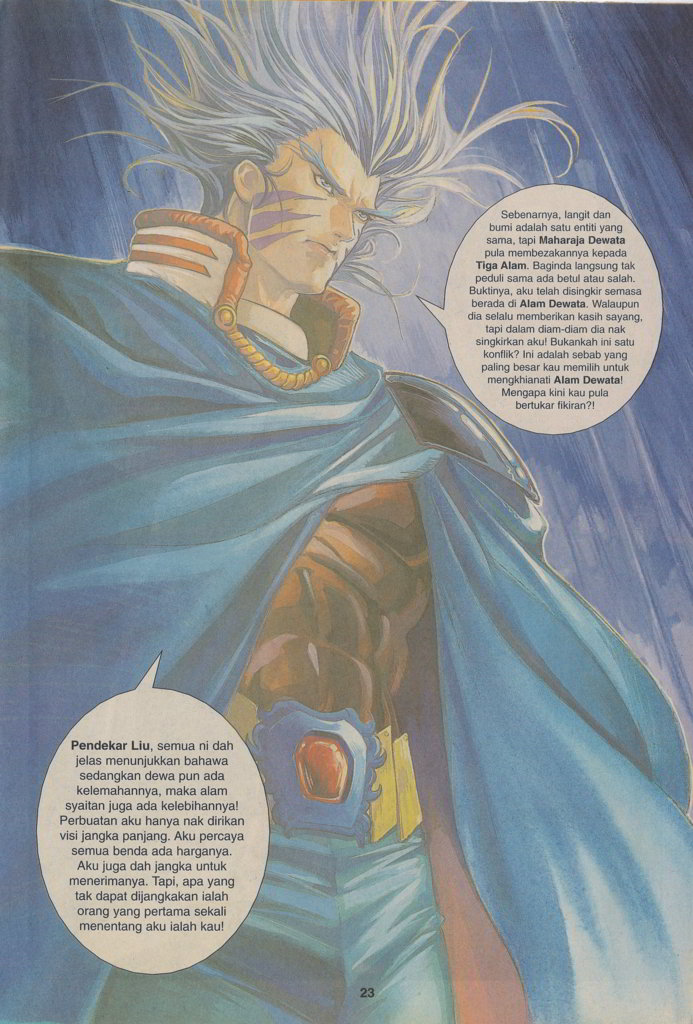 Sebenarnya, langit dan
bumi adalah satu entiti yang
sama, tapi Maharaja Dewata
pula membezakannya kepada
Tiga Alam. Baginda langsung tak
peduli sama ada betul atau salah.
Buktinya, aku telah disingkir semasa
berada di Alam Dewata. Walaupun
dia selalu memberikan kasih sayang,
tapi dalam diam-diam dia nak
singkirkan aku! Bukankah ini satu
konflik? Ini adalah sebab yang
paling besar kau memilih untuk
mengkhianati Alam Dewata!
Mengapa kini kau pula
bertukar fikiran?!
Pendekar Liu, semua ni dah
jelas menunjukkan bahawa
sedangkan dewa pun ada
kelemahannya, maka alam
syaitan juga ada kelebihannya!
Perbuatan aku hanya nak dirikan
visi jangka panjang. Aku percaya
semua benda ada harganya.
Aku juga dah jangka untuk
menerimanya. Tapi, apa yang
tak dapat dijangkakan ialah
orang yang pertama sekali
menentang aku ialah kau!
23